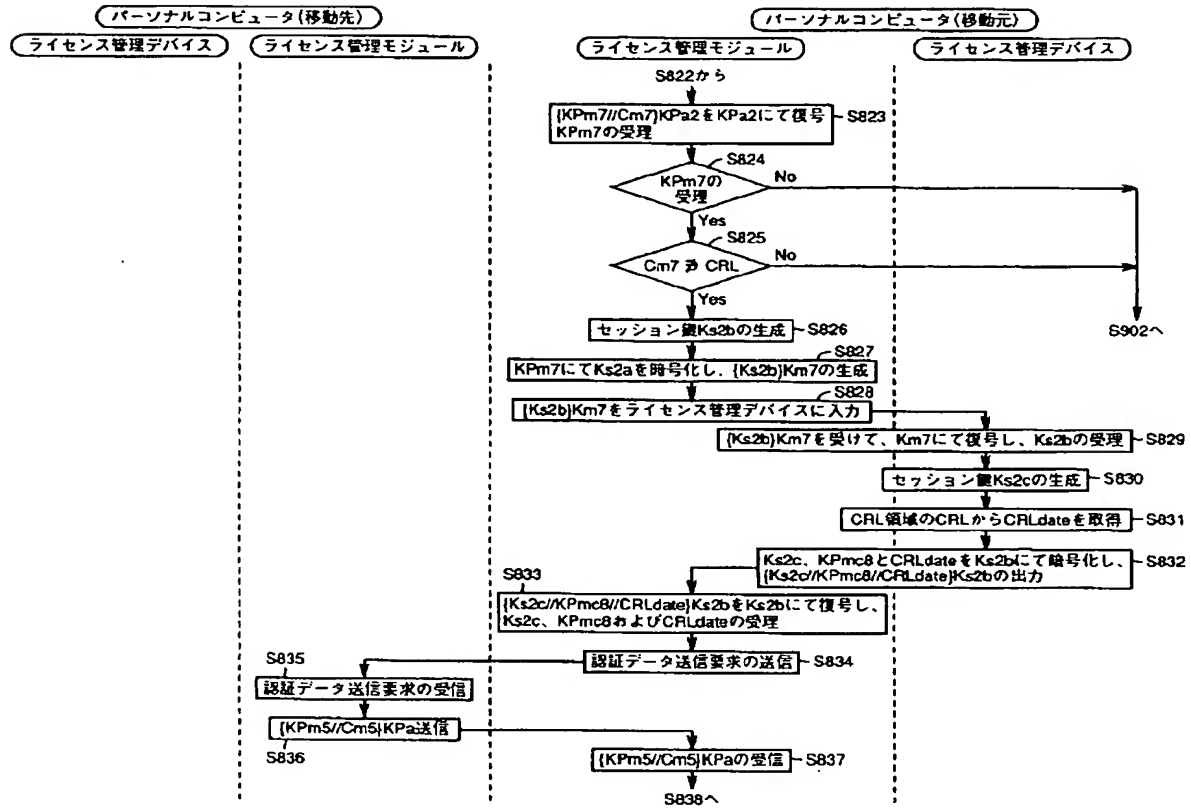 パーソナルコンピュータ(移動先)
パーソナルコンピュータ(移動元)
ライセンス管理デバイス
ライセンス管理モジュール
ライセンス管理モジュール
ライセンス管理デバイス
S822から
{KPm7//Cm7}KPa2をKPa2にて復号
KPm7の受理
S823
S824
KPm7の
受理
No
Yes
S825
Cm7 ∌ CRL
No
Yes
セッション鍵Ks2bの生成
S826
S902へ
S827
KPm7にてKs2aを暗号化し、{Ks2b}Km7の生成
S828
{Ks2b}Km7をライセンス管理デバイスに入力
{Ks2b}Km7を受けて、Km7にて復号し、Ks2bの受理
S829
セッション鍵Ks2cの生成
S830
CRL領域のCRLからCRLdateを取得
S831
Ks2c、KPmc8とCRLdateをKs2bにて暗号化し、
{Ks2c//KPmc8//CRLdate}Ks2bの出力
S832
S833
{Ks2c//KPmc8//CRLdate}Ks2bをKs2bにて復号し、
Ks2c、KPmc8およびCRLdateの受理
認証データ送信要求の送信
S834
S835
認証データ送信要求の受信
{KPm5//Cm5}KPa送信
S836
{KPm5//Cm5}KPaの受信
S837
S838へ